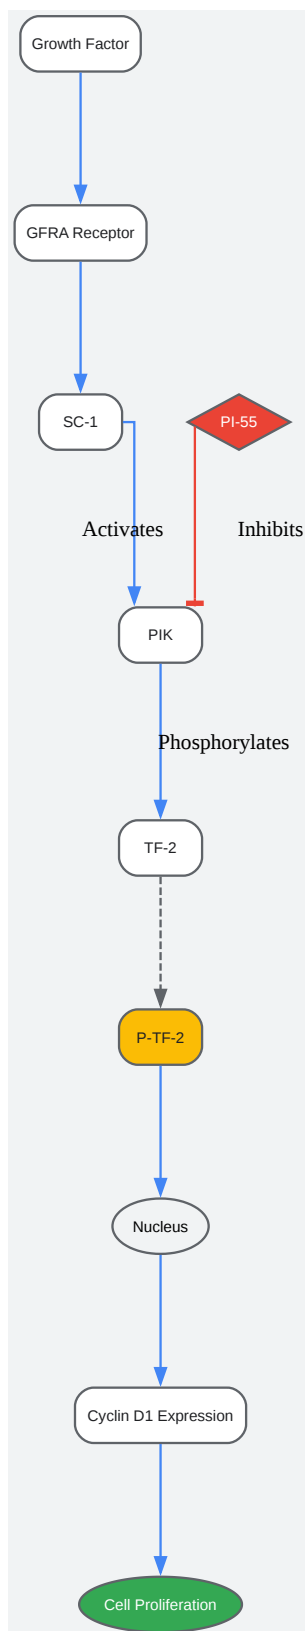 Growth Factor
GFRA Receptor
SC-1
PI-55
Activates
Inhibits
PIK
Phosphorylates
TF-2
P-TF-2
Nucleus
Cyclin D1 Expression
Cell Proliferation